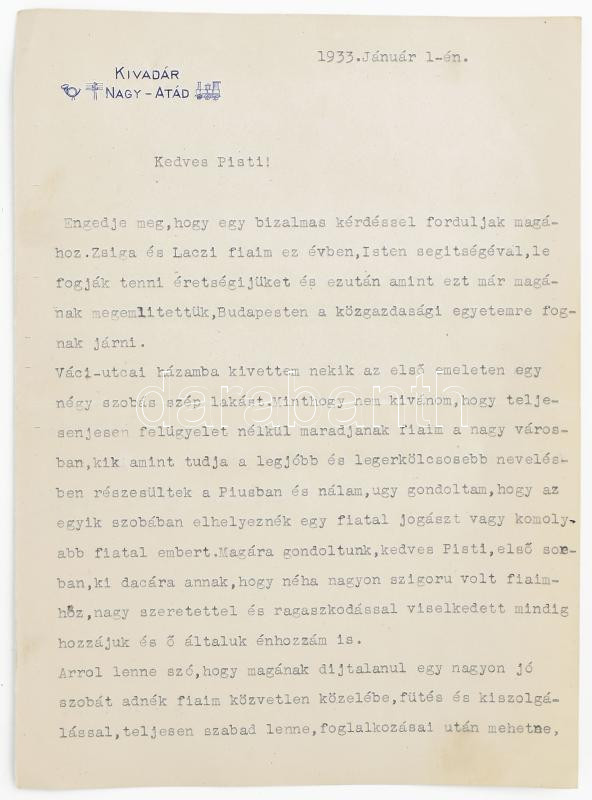 1933.Január 1-én.
KIVADÁR
NAGY-ATÁD
Kedves Pisti!
Engedje meg,hogy egy bizalmas kérdéssel forduljak magá-
hoz.Zsiga és Laczi fiaim ez évben,Isten segitségéval,le
fogják tenni éretségijüket és ezután amint ezt már magá-
nak megemlitettük,Budapesten a közgazdasági egyetemre fog-
nak járni.
Váci-utcai házamba kivettem nekik az első emeleten egy
négy szobás szép lakást.Minthogy nem kivánom,hogy telje-
senjesen felügyelet nélkül maradjanak fiaim a nagy város-
ban,kik amint tudja a legjóbb és legerkölcsosebb nevelés-
ben részesültek a Piusban és nálam,ugy gondoltam,hogy az
egyik szobában elhelyeznék egy fiatal jogászt vagy komoly-
abb fiatal embert.Magára gondoltunk,kedves Pisti,első sor-
ban,ki dacára annak,hogy néha nagyon szigoru volt fiaim-
hoz,nagy szeretettel és ragaszkodással viselkedett mindig
hozzájuk és ő általuk énhozzám is.
Arrol lenne szó,hogy magának dijtalanul egy nagyon jó
szobát adnék fiaim közvetlen közelébe,fütés és kiszolgá-
lással,teljesen szabad lenne,foglalkozásai után mehetne,
darabanth